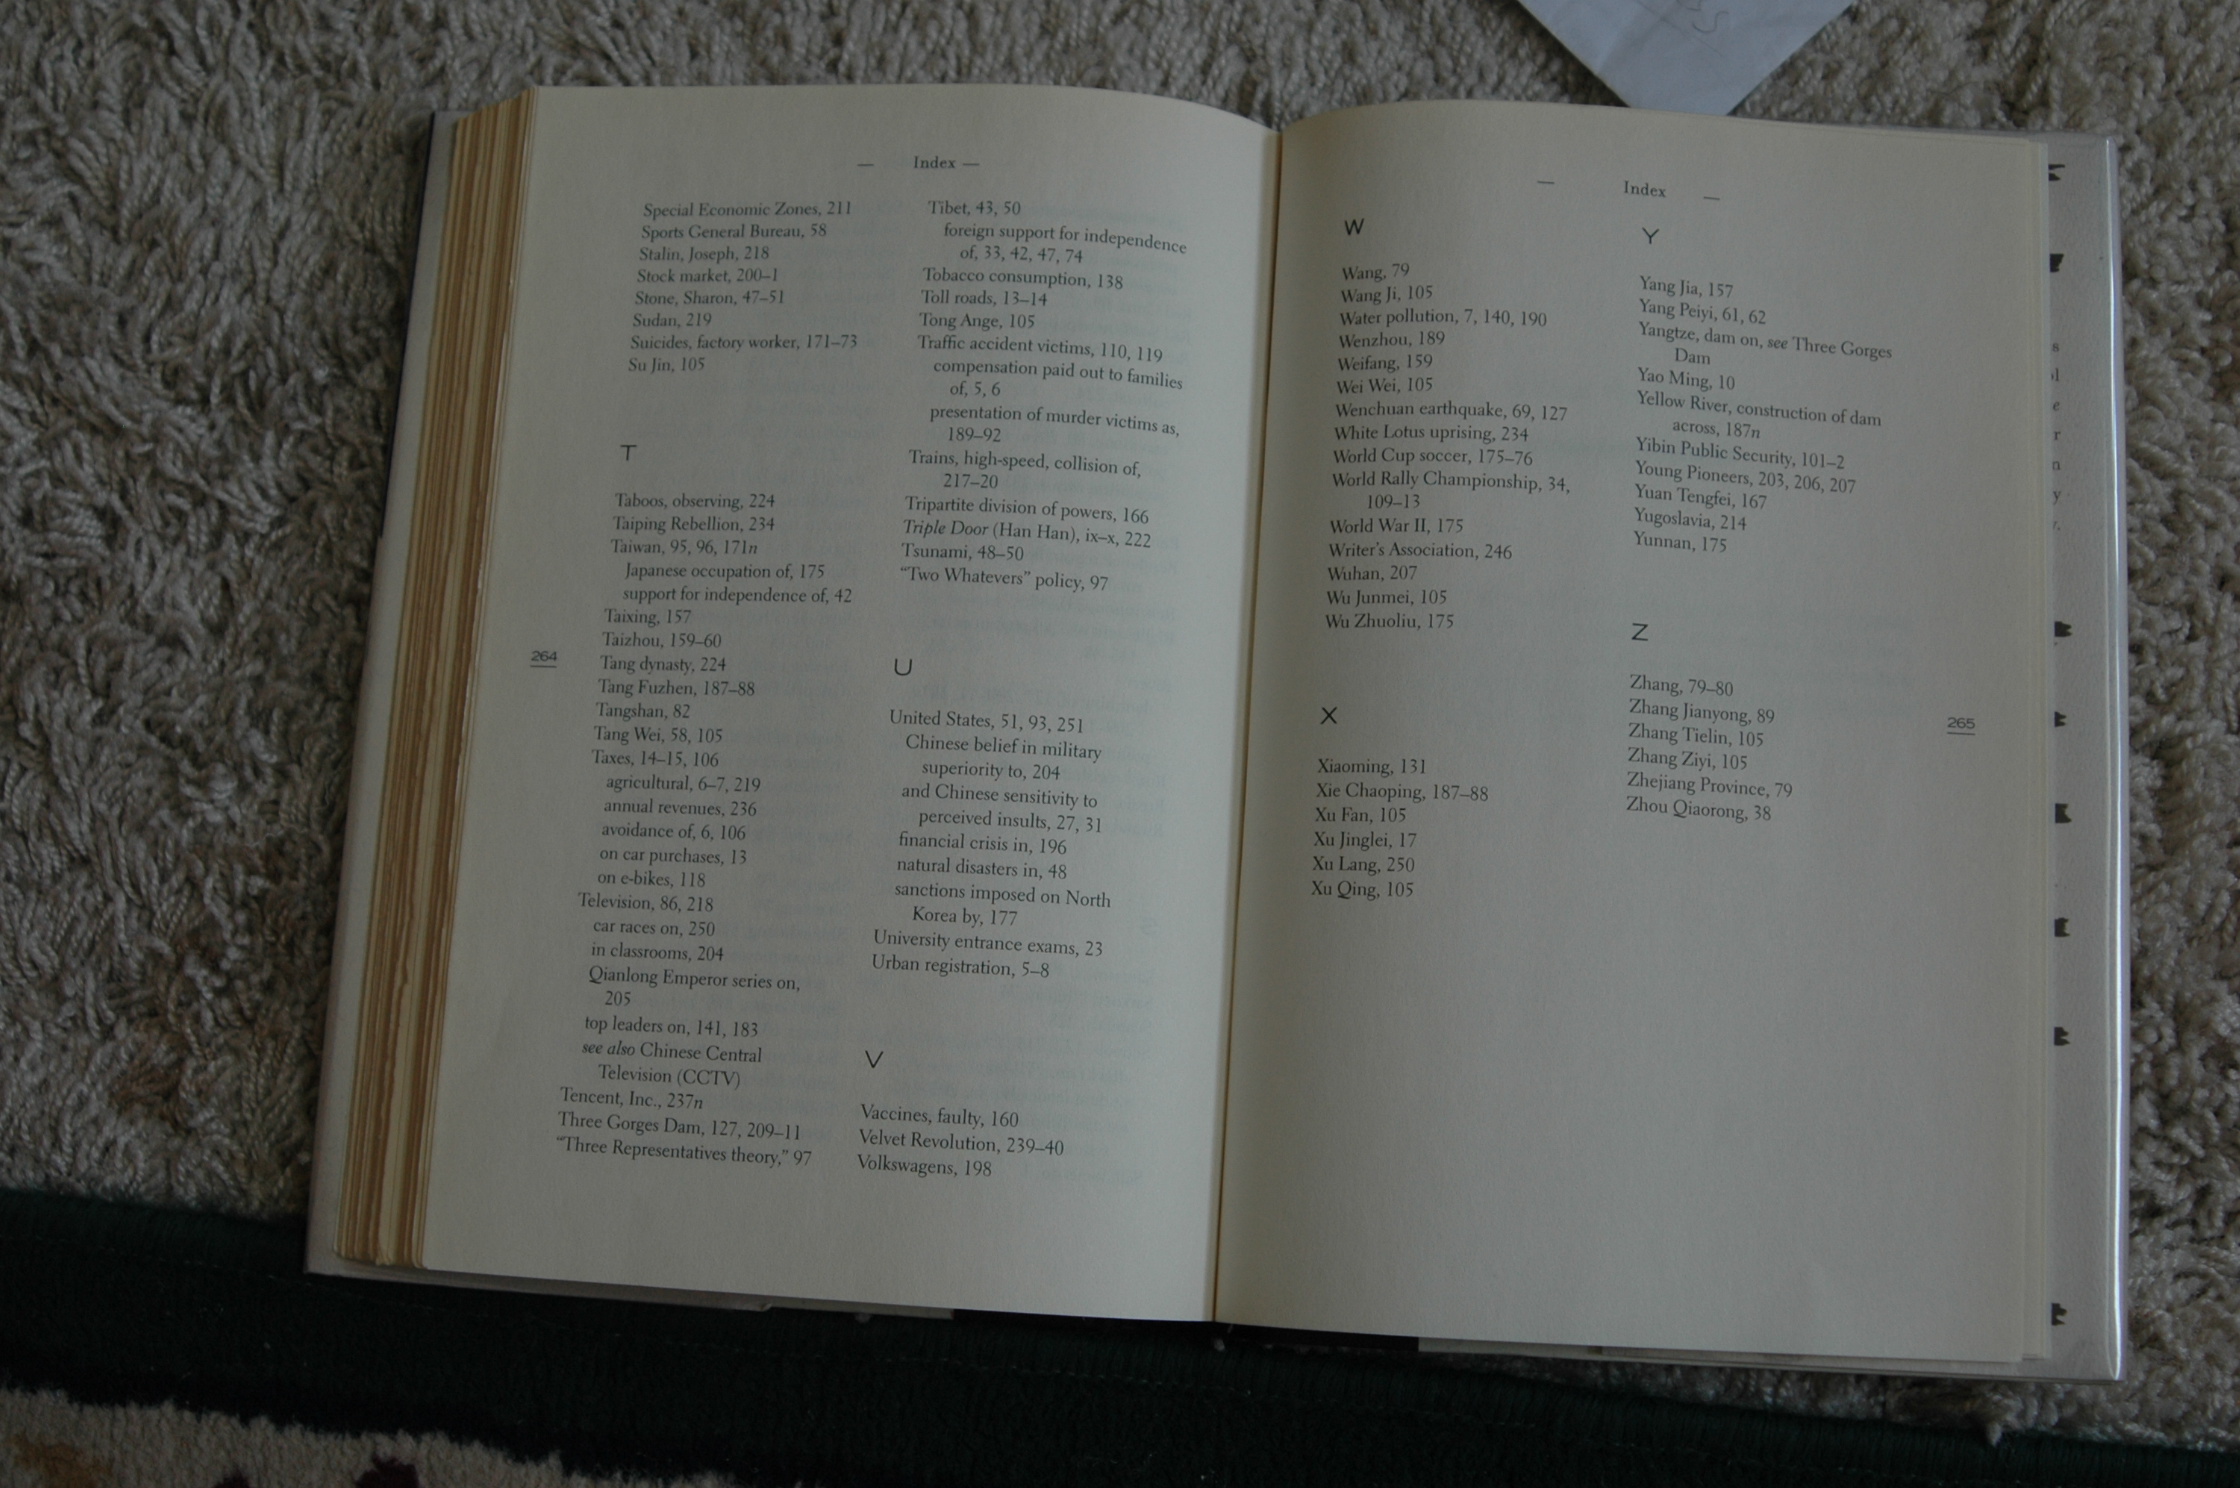 — Index —
Special Economic Zones, 211
Sports General Bureau, 58
Stalin, Joseph, 218
Stock market, 200–1
Stone, Sharon, 47–51
Sudan, 219
Suicides, factory worker, 171–73
Su Jin, 105
T
Taboos, observing, 224
Taiping Rebellion, 234
Taiwan, 95, 96, 171n
Japanese occupation of, 175
support for independence of, 42
Taixing, 157
Taizhou, 159–60
Tang dynasty, 224
Tang Fuzhen, 187–88
Tangshan, 82
Tang Wei, 58, 105
Taxes, 14–15, 106
agricultural, 6–7, 219
annual revenues, 236
avoidance of, 6, 106
on car purchases, 13
on e-bikes, 118
Television, 86, 218
car races on, 250
in classrooms, 204
Qianlong Emperor series on,
205
top leaders on, 141, 183
see also Chinese Central
Television (CCTV)
Tencent, Inc., 237n
Three Gorges Dam, 127, 209–11
“Three Representatives theory,” 97
Tibet, 43, 50
foreign support for independence
of, 33, 42, 47, 74
Tobacco consumption, 138
Toll roads, 13–14
Tong Ange, 105
Traffic accident victims, 110, 119
compensation paid out to families
of, 5, 6
presentation of murder victims as,
189–92
Trains, high-speed, collision of,
217–20
Tripartite division of powers, 166
Triple Door (Han Han), ix–x, 222
Tsunami, 48–50
“Two Whatevers” policy, 97
U
United States, 51, 93, 251
Chinese belief in military
superiority to, 204
and Chinese sensitivity to
perceived insults, 27, 31
financial crisis in, 196
natural disasters in, 48
sanctions imposed on North
Korea by, 177
University entrance exams, 23
Urban registration, 5–8
V
Vaccines, faulty, 160
Velvet Revolution, 239–40
Volkswagens, 198
264
— Index —
W
Wang, 79
Wang Ji, 105
Water pollution, 7, 140, 190
Wenzhou, 189
Weifang, 159
Wei Wei, 105
Wenchuan earthquake, 69, 127
White Lotus uprising, 234
World Cup soccer, 175–76
World Rally Championship, 34,
109–13
World War II, 175
Writer's Association, 246
Wuhan, 207
Wu Junmei, 105
Wu Zhuoliu, 175
X
Xiaoming, 131
Xie Chaoping, 187–88
Xu Fan, 105
Xu Jinglei, 17
Xu Lang, 250
Xu Qing, 105
Y
Yang Jia, 157
Yang Peiyi, 61, 62
Yangtze, dam on, see Three Gorges
Dam
Yao Ming, 10
Yellow River, construction of dam
across, 187n
Yibin Public Security, 101–2
Young Pioneers, 203, 206, 207
Yuan Tengfei, 167
Yugoslavia, 214
Yunnan, 175
Z
Zhang, 79–80
Zhang Jianyong, 89
Zhang Tielin, 105
Zhang Ziyi, 105
Zhejiang Province, 79
Zhou Qiaorong, 38
265